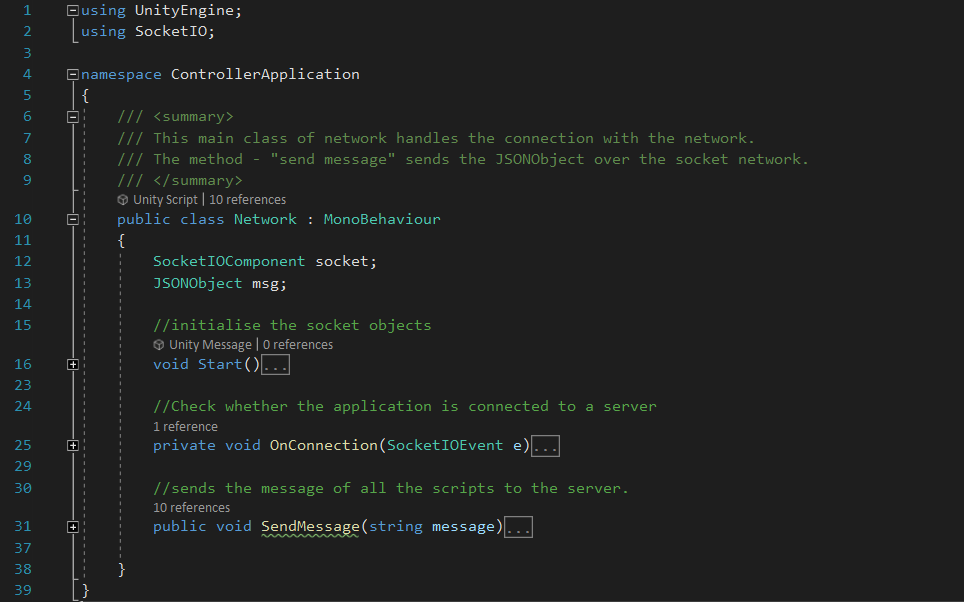 1 using UnityEngine;
2 using SocketIO;
3
4 namespace ControllerApplication
5 {
6 /// <summary>
7 /// This main class of network handles the connection with the network.
8 /// The method - "send message" sends the JSONObject over the socket network.
9 /// </summary>
Unity Script | 10 references
10 public class Network : MonoBehaviour
11 {
12 SocketIOComponent socket;
13 JSONObject msg;
14
15 //initialise the socket objects
Unity Message | 0 references
16 void Start()...
23
24 //Check whether the application is connected to a server
1 reference
25 private void OnConnection(SocketIOEvent e)...
29
30 //sends the message of all the scripts to the server.
10 references
31 public void SendMessage(string message)...
37
38 }
39 }